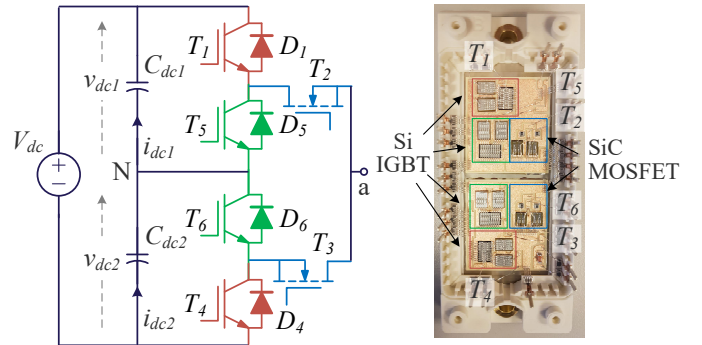 T1 D1
Cdc1
vdc1
T2
Vdc
+
−
idc1
T5 D5
N
a
T6 D6
Cdc2
T3
vdc2
idc2
T4 D4
T1
T5
T2
Si
IGBT
SiC
MOSFET
T6
T3
T4